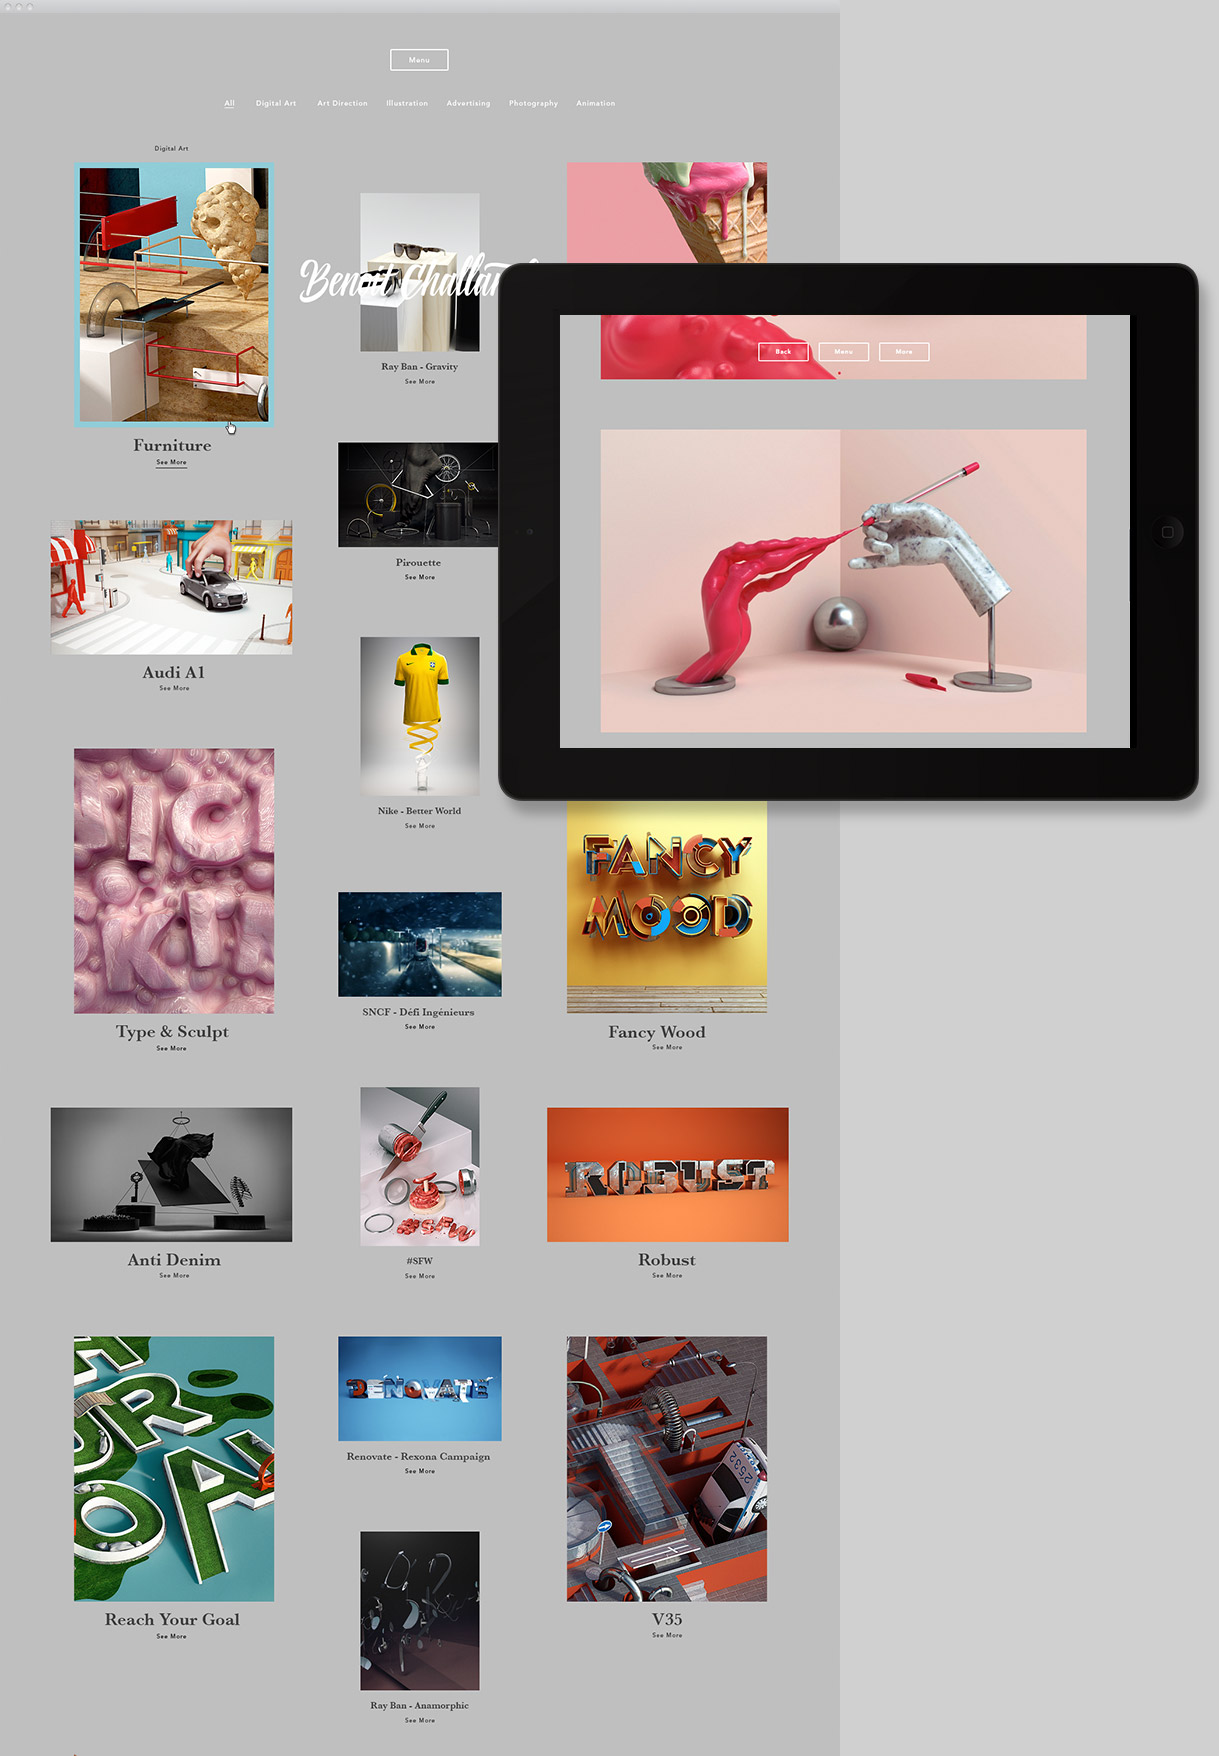 Menu
All Digital Art Art Direction Illustration Advertising Photography Animation
Digital Art
Furniture
See More
Benoit
Ray Ban - Gravity
See More
Back Menu More
Pirouette
See More
Audi A1
See More
Nike - Better World
See More
FANCY
MOOD
Type & Sculpt
See More
SNCF - Défi Ingénieurs
See More
Fancy Wood
See More
#SFW
ROBUST
Anti Denim
See More
#SFW
See More
Robust
See More
UR
OA
RENOVATE
2532
Renovate - Rexona Campaign
See More
Reach Your Goal
See More
V35
See More
Ray Ban - Anamorphic
See More